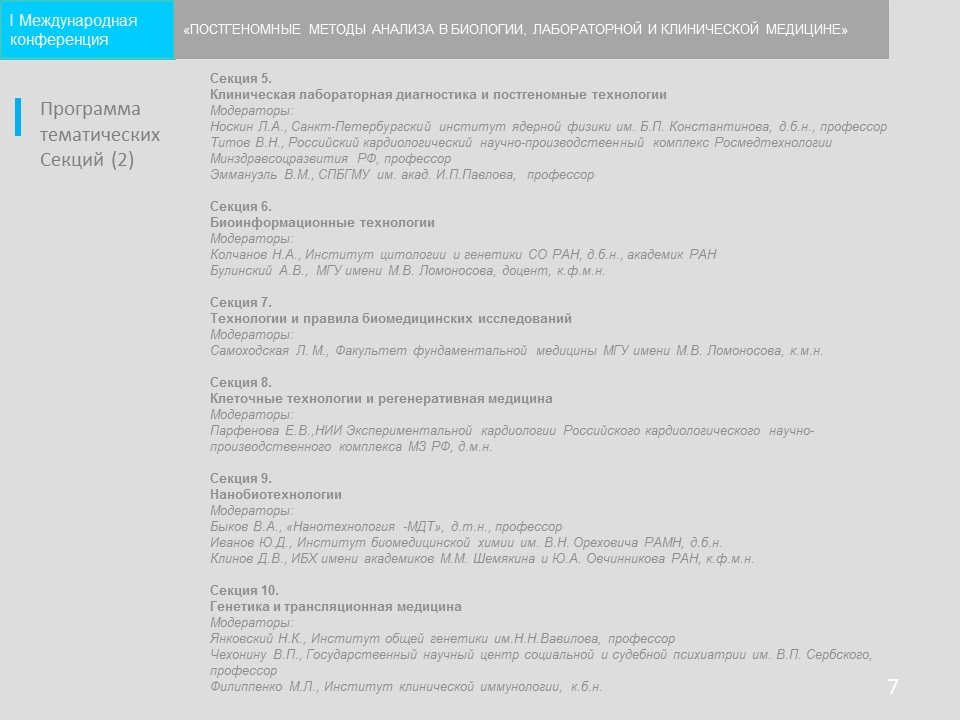 I Международная
конференция
«ПОСТГЕНОМНЫЕ МЕТОДЫ АНАЛИЗА В БИОЛОГИИ, ЛАБОРАТОРНОЙ И КЛИНИЧЕСКОЙ МЕДИЦИНЕ»
Программа
тематических
Секций (2)
Секция 5.
Клиническая лабораторная диагностика и постгеномные технологии
Модераторы:
Носкин Л.А., Санкт-Петербургский институт ядерной физики им. Б.П. Константинова, д.б.н., профессор
Титов В.Н., Российский кардиологический научно-производственный комплекс Росмедтехнологии
Минздравсоцразвития РФ, профессор
Эммануэль В.М., СПБГМУ им. акад. И.П.Павлова, профессор
Секция 6.
Биоинформационные технологии
Модераторы:
Колчанов Н.А., Институт цитологии и генетики СО РАН, д.б.н., академик РАН
Булинский А.В., МГУ имени М.В. Ломоносова, доцент, к.ф.м.н.
Секция 7.
Технологии и правила биомедицинских исследований
Модераторы:
Самоходская Л. М., Факультет фундаментальной медицины МГУ имени М.В. Ломоносова, к.м.н.
Секция 8.
Клеточные технологии и регенеративная медицина
Модераторы:
Парфенова Е.В.,НИИ Экспериментальной кардиологии Российского кардиологического научно-
производственного комплекса МЗ РФ, д.м.н.
Секция 9.
Нанобиотехнологии
Модераторы:
Быков В.А., «Нанотехнология -МДТ», д.т.н., профессор
Иванов Ю.Д., Институт биомедицинской химии им. В.Н. Ореховича РАМН, д.б.н.
Клинов Д.В., ИБХ имени академиков М.М. Шемякина и Ю.А. Овчинникова РАН, к.ф.м.н.
Секция 10.
Генетика и трансляционная медицина
Модераторы:
Янковский Н.К., Институт общей генетики им.Н.Н.Вавилова, профессор
Чехонину В.П., Государственный научный центр социальной и судебной психиатрии им. В.П. Сербского,
профессор
Филиппенко М.Л., Институт клинической иммунологии, к.б.н.
7